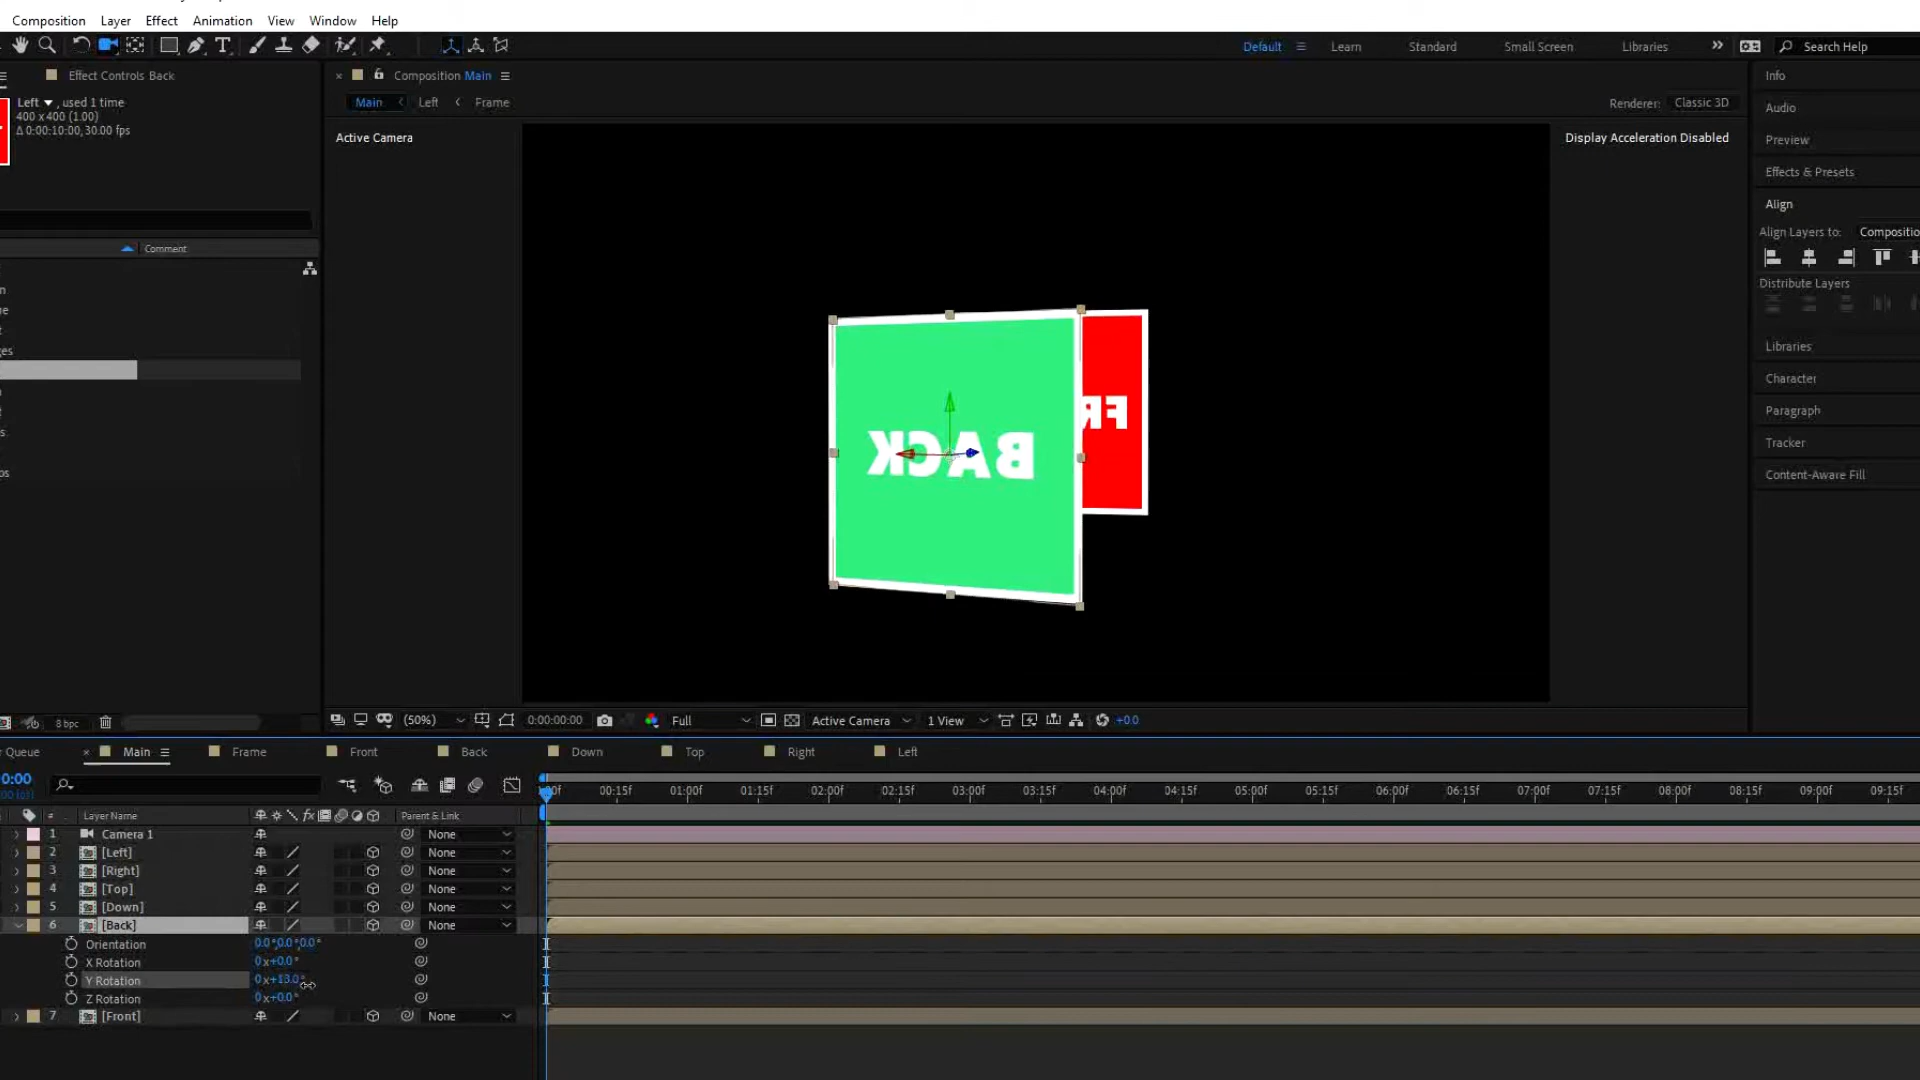 Composition Layer Effect Animation View Window Help
Default Learn Standard Small Screen Libraries Search Help
Effect Controls Back
Left , used 1 time
400 x 400 (1.00)
Δ 0:00:10:00, 30.00 fps
Comment
8 bpc
Composition Main
Main Left Frame
Renderer: Classic 3D
Active Camera
Display Acceleration Disabled
BACK
FR
Info
Audio
Preview
Effects & Presets
Align
Align Layers to: Compositio
Distribute Layers
Libraries
Character
Paragraph
Tracker
Content-Aware Fill
(50%) 0:00:00:00 Full Active Camera 1 View +0.0
r Queue Main Frame Front Back Down Top Right Left
0:00
00:15f 01:00f 01:15f 02:00f 02:15f 03:00f 03:15f 04:00f 04:15f 05:00f 05:15f 06:00f 06:15f 07:00f 07:15f 08:00f 08:15f 09:00f 09:15f
# Layer Name fx Parent & Link
1 Camera 1 None
2 [Left] None
3 [Right] None
4 [Top] None
5 [Down] None
6 [Back] None
Orientation 0.0°,0.0°,0.0°
X Rotation 0x+0.0°
Y Rotation 0x+13.0°
Z Rotation 0x+0.0°
7 [Front] None